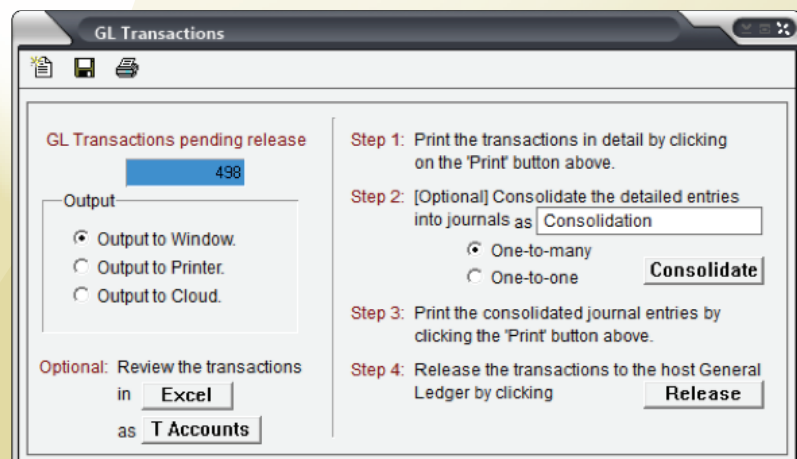 GL Transactions
GL Transactions pending release
498
Output
Output to Window.
Output to Printer.
Output to Cloud.
Optional: Review the transactions
in Excel
as T Accounts
Step 1: Print the transactions in detail by clicking
on the 'Print' button above.
Step 2: [Optional] Consolidate the detailed entries
into journals as Consolidation
One-to-many
One-to-one
Consolidate
Step 3: Print the consolidated journal entries by
clicking the 'Print' button above.
Step 4: Release the transactions to the host General
Ledger by clicking Release